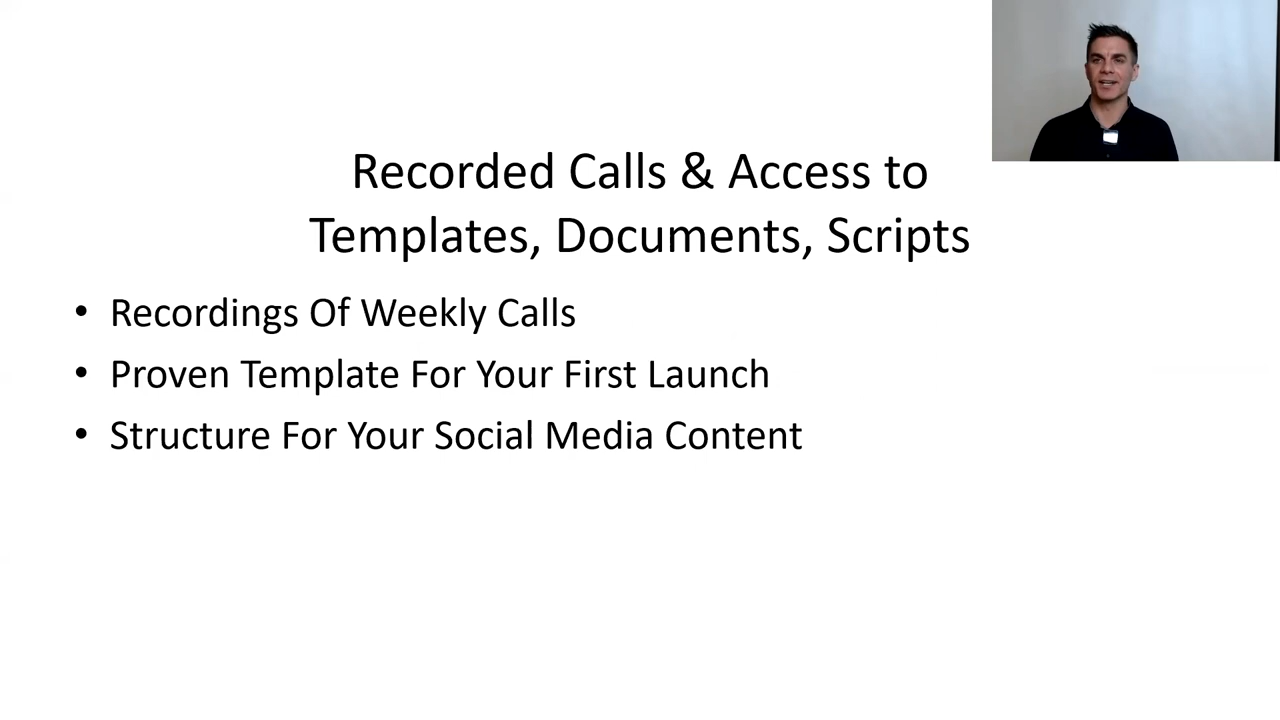 Recorded Calls & Access to
Templates, Documents, Scripts
• Recordings Of Weekly Calls
• Proven Template For Your First Launch
• Structure For Your Social Media Content